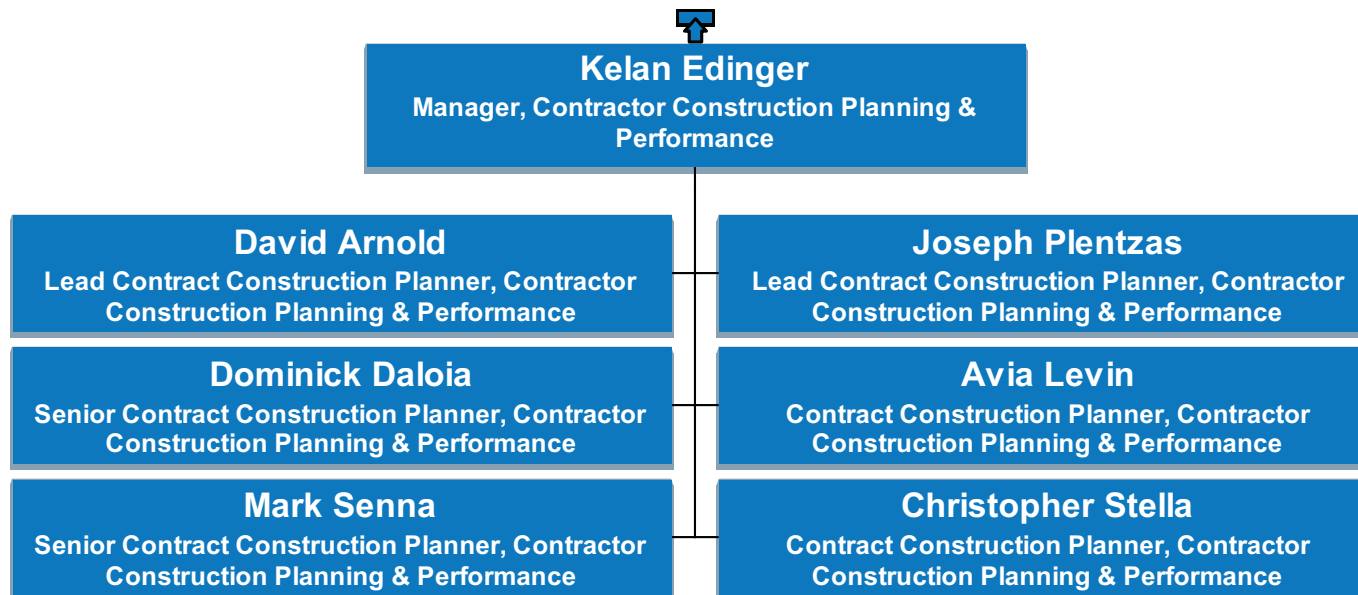 Kelan Edinger
Manager, Contractor Construction Planning &
Performance
David Arnold
Lead Contract Construction Planner, Contractor
Construction Planning & Performance
Joseph Plentzas
Lead Contract Construction Planner, Contractor
Construction Planning & Performance
Dominick Daloia
Senior Contract Construction Planner, Contractor
Construction Planning & Performance
Avia Levin
Contract Construction Planner, Contractor
Construction Planning & Performance
Mark Senna
Senior Contract Construction Planner, Contractor
Construction Planning & Performance
Christopher Stella
Contract Construction Planner, Contractor
Construction Planning & Performance